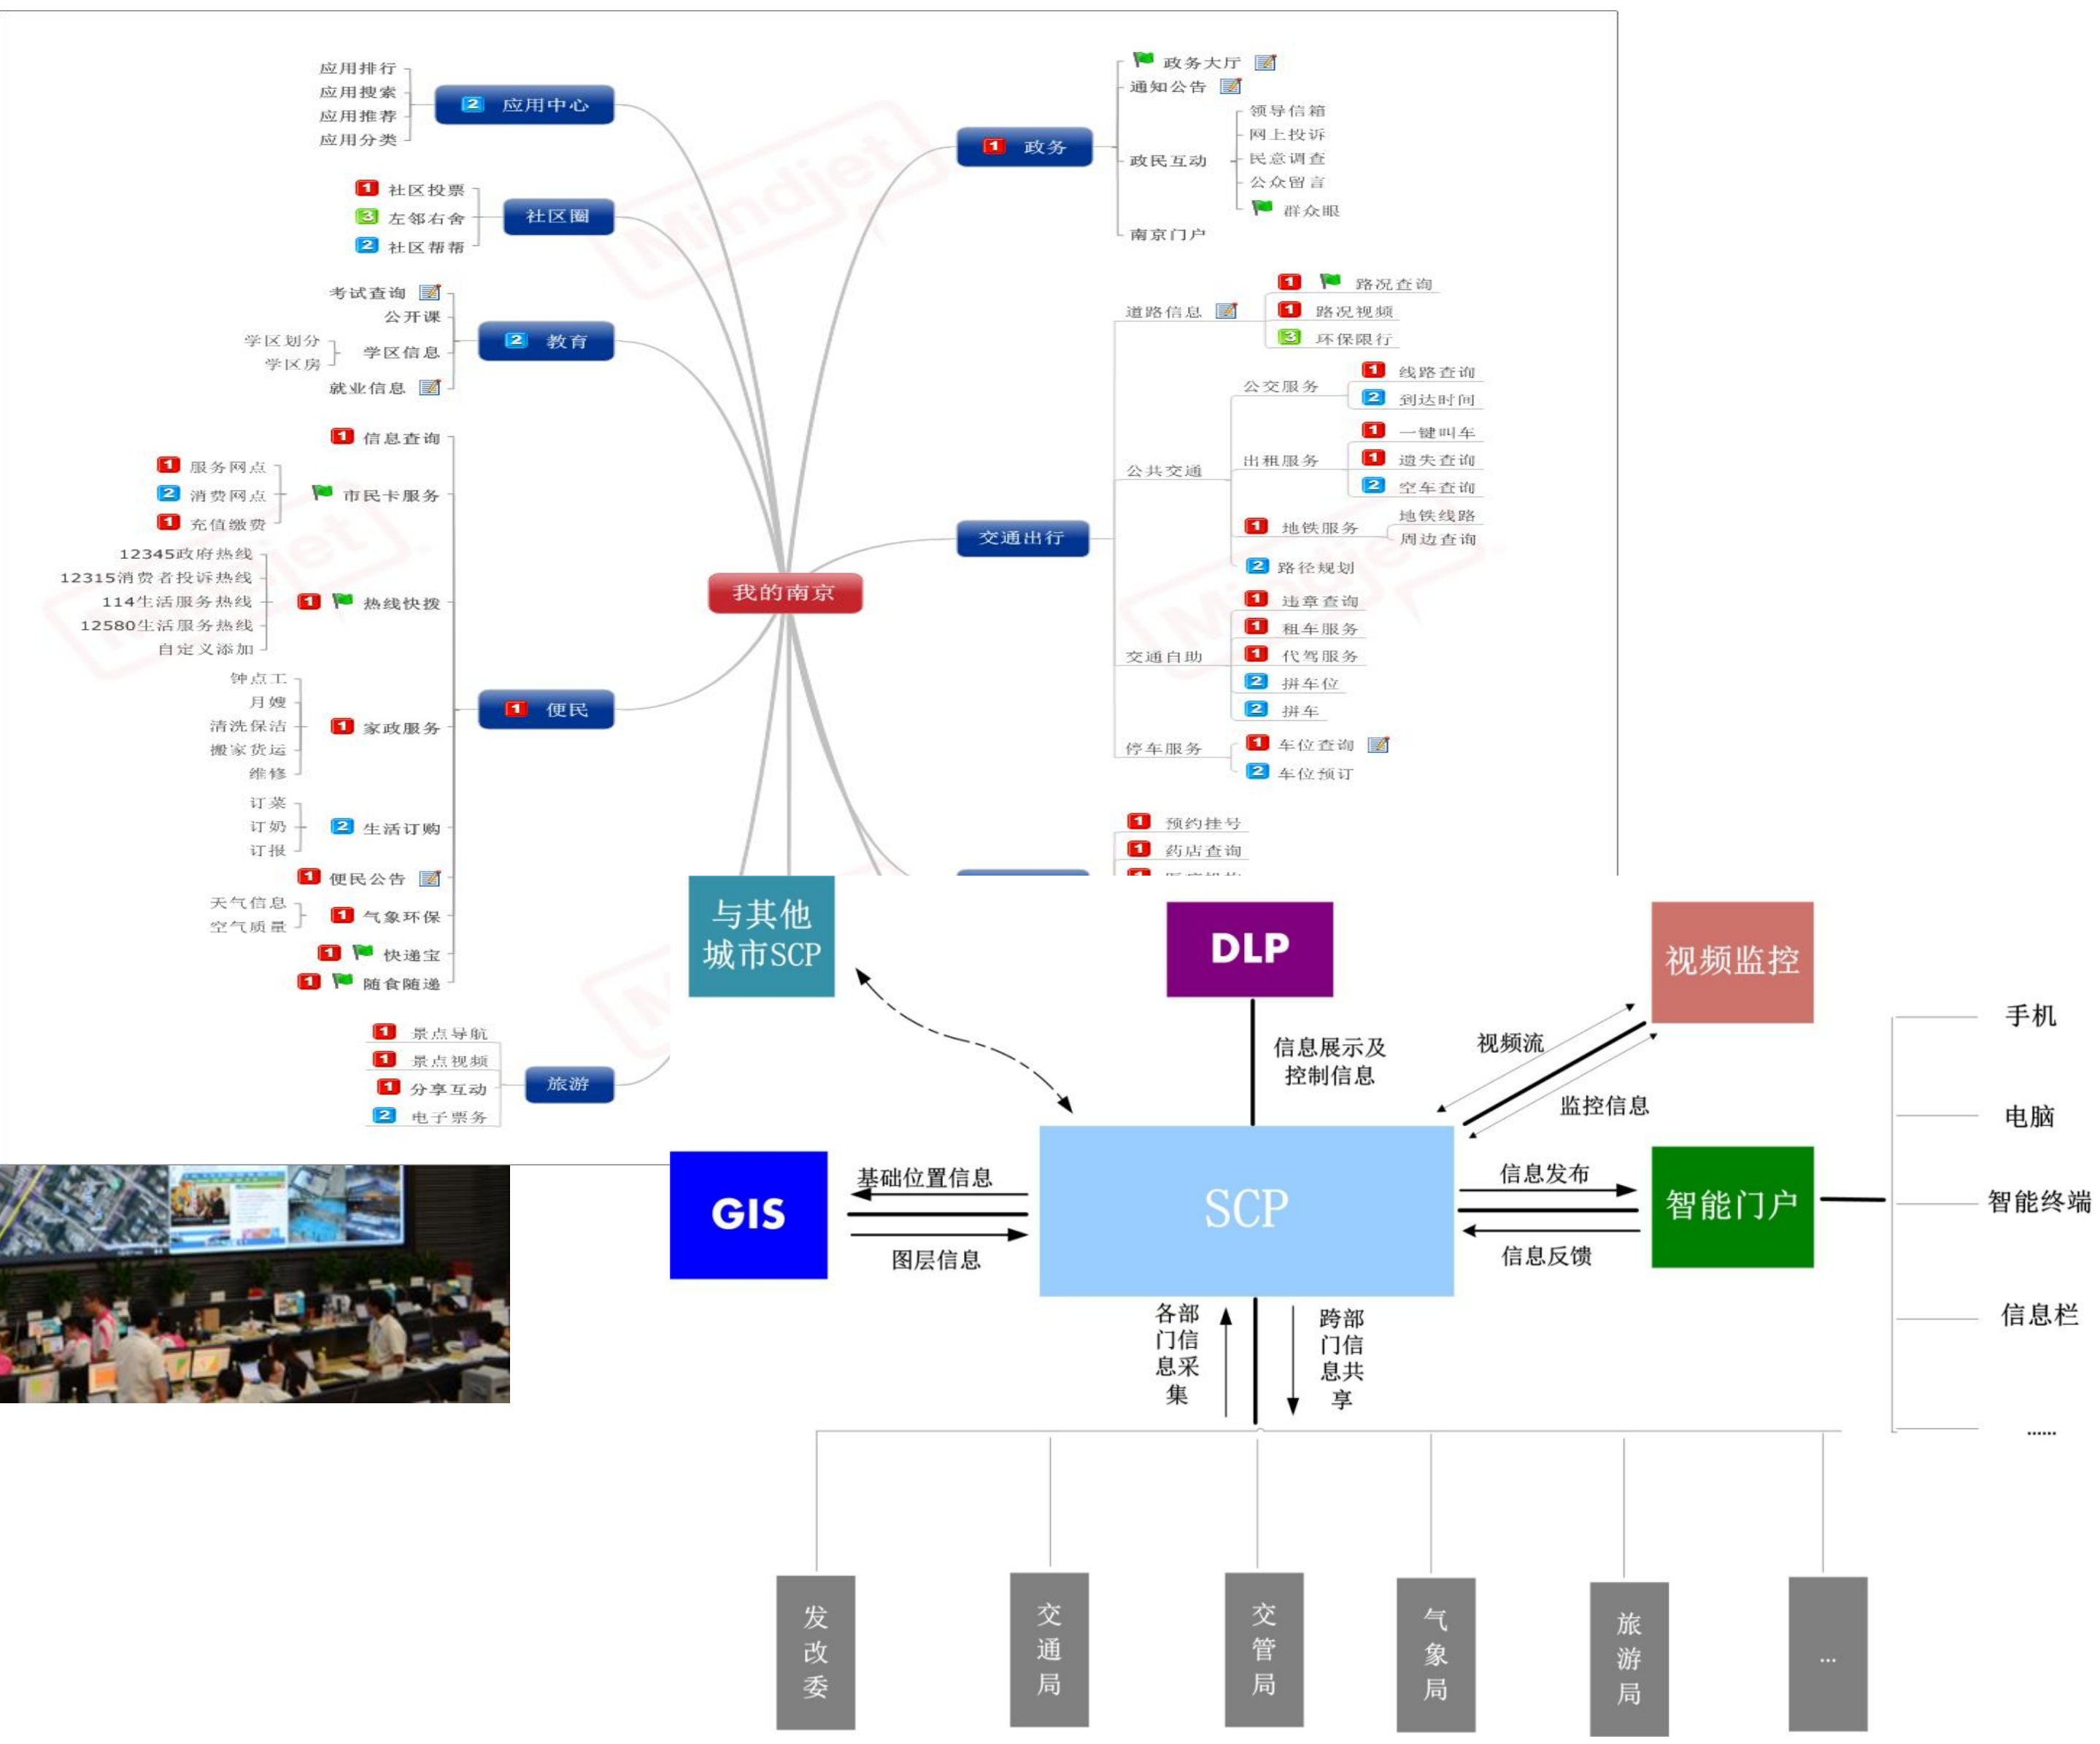 应用排行
应用搜索
应用推荐
应用分类
2 应用中心
1 社区投票
3 左邻右舍
2 社区帮帮
社区圈
考试查询
公开课
学区划分
学区房
学区信息
就业信息
2 教育
1 信息查询
1 服务网点
2 消费网点
1 充值缴费
市民卡服务
12345政府热线
12315消费者投诉热线
114生活服务热线
12580生活服务热线
自定义添加
1 热线快拨
钟点工
月嫂
清洗保洁
搬家货运
维修
1 家政服务
1 便民
订菜
订奶
订报
2 生活订购
1 便民公告
天气信息
空气质量
1 气象环保
1 快递宝
1 随食随递
1 景点导航
1 景点视频
1 分享互动
2 电子票务
旅游
我的南京
1 政务
政务大厅
通知公告
政民互动
领导信箱
网上投诉
民意调查
公众留言
群众眼
南京门户
交通出行
道路信息
1 路况查询
1 路况视频
3 环保限行
公共交通
公交服务
1 线路查询
2 到达时间
出租服务
1 一键叫车
1 遗失查询
2 空车查询
1 地铁服务
地铁线路
周边查询
2 路径规划
交通自助
1 违章查询
1 租车服务
1 代驾服务
2 拼车位
2 拼车
停车服务
1 车位查询
2 车位预订
1 预约挂号
1 药店查询
Mindjet
Mindjet
与其他
城市SCP
DLP
视频监控
信息展示及
控制信息
视频流
监控信息
GIS
基础位置信息
图层信息
SCP
信息发布
信息反馈
智能门户
手机
电脑
智能终端
信息栏
......
各部
门信
息采
集
跨部
门信
息共
享
发改委
交通局
交管局
气象局
旅游局
...